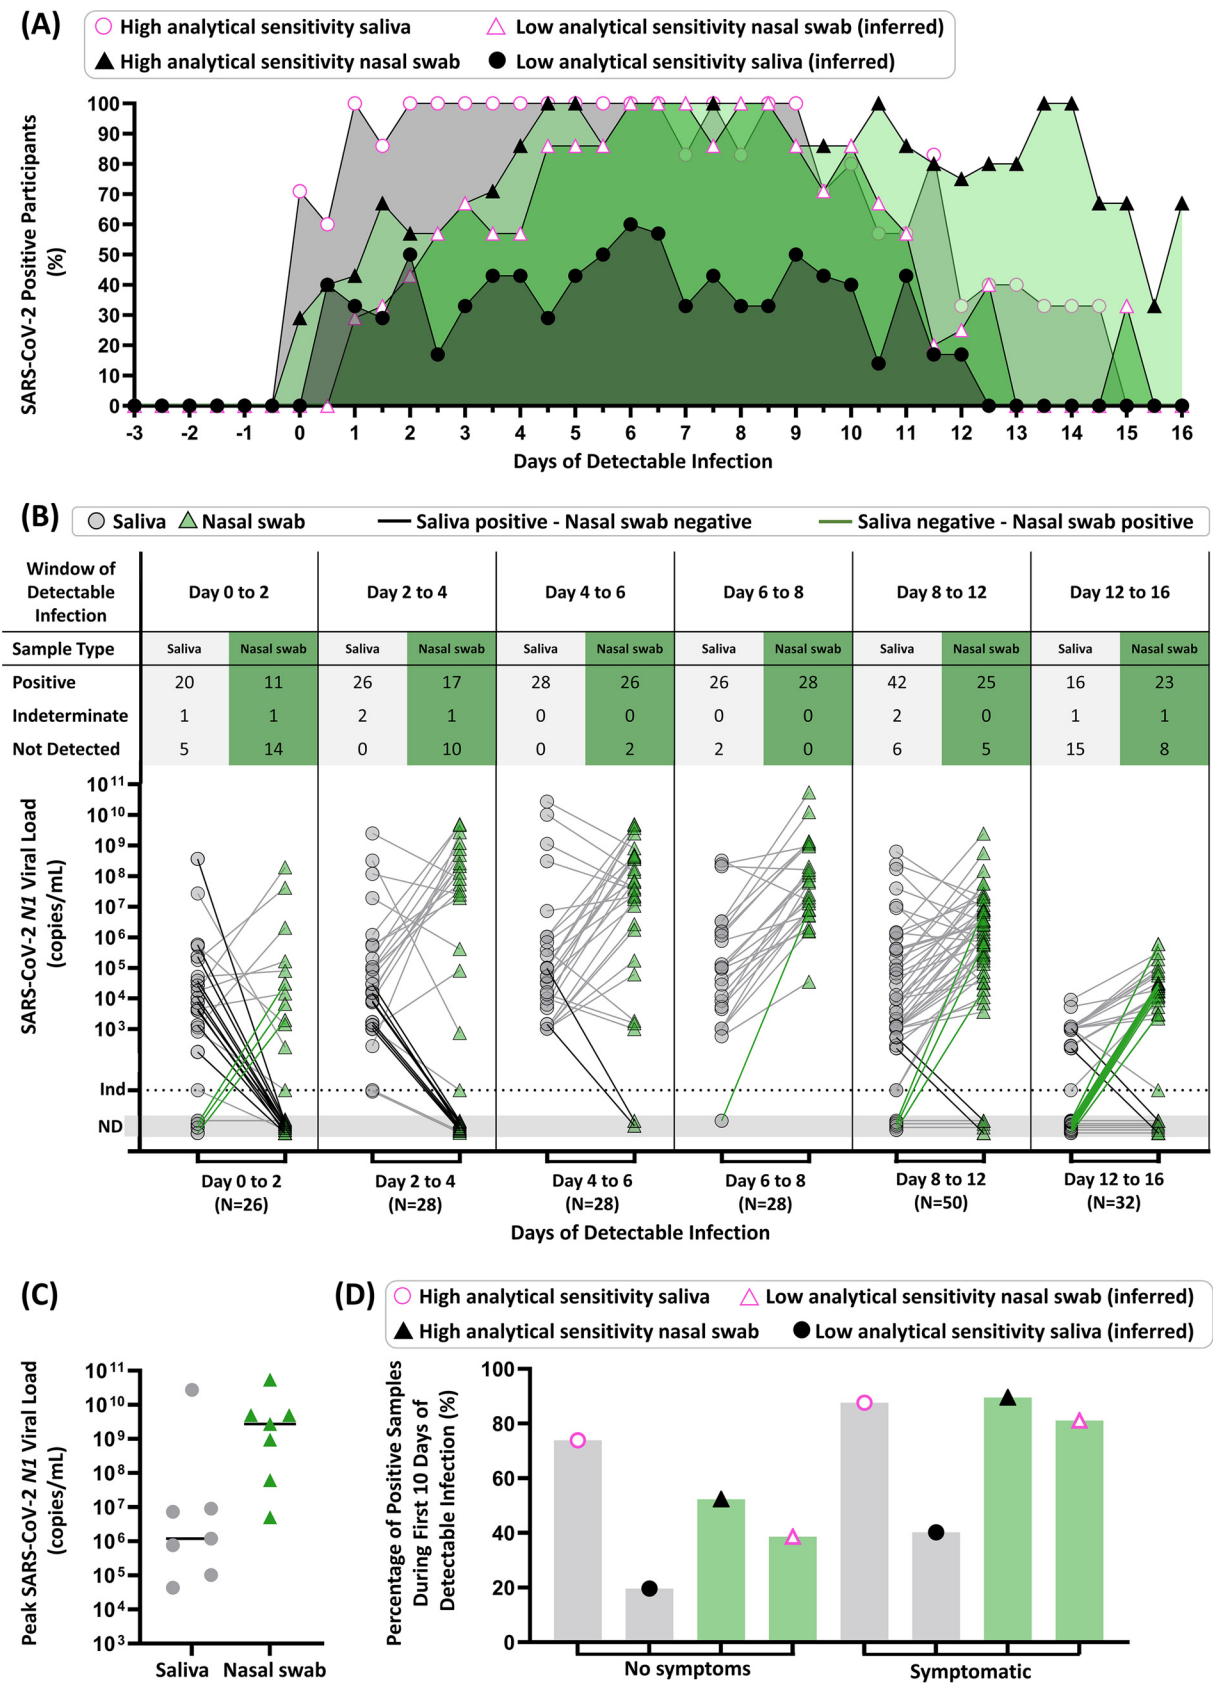 (A)
High analytical sensitivity saliva
Low analytical sensitivity nasal swab (inferred)
High analytical sensitivity nasal swab
Low analytical sensitivity saliva (inferred)
SARS-CoV-2 Positive Participants
(%)
100
90
80
70
60
50
40
30
20
10
0
-3 -2 -1 0 1 2 3 4 5 6 7 8 9 10 11 12 13 14 15 16
Days of Detectable Infection
(B)
Saliva Nasal swab Saliva positive - Nasal swab negative Saliva negative - Nasal swab positive
Window of
Detectable
Infection
Day 0 to 2 Day 2 to 4 Day 4 to 6 Day 6 to 8 Day 8 to 12 Day 12 to 16
Sample Type Saliva Nasal swab Saliva Nasal swab Saliva Nasal swab Saliva Nasal swab Saliva Nasal swab Saliva Nasal swab
Positive 20 11 26 17 28 26 26 28 42 25 16 23
Indeterminate 1 1 2 1 0 0 0 0 2 0 1 1
Not Detected 5 14 0 10 0 2 2 0 6 5 15 8
SARS-CoV-2 N1 Viral Load
(copies/mL)
10¹¹
10¹⁰
10⁹
10⁸
10⁷
10⁶
10⁵
10⁴
10³
Ind
ND
Day 0 to 2 Day 2 to 4 Day 4 to 6 Day 6 to 8 Day 8 to 12 Day 12 to 16
(N=26) (N=28) (N=28) (N=28) (N=50) (N=32)
Days of Detectable Infection
(C)
Peak SARS-CoV-2 N1 Viral Load
(copies/mL)
10¹¹
10¹⁰
10⁹
10⁸
10⁷
10⁶
10⁵
10⁴
10³
Saliva Nasal swab
(D)
High analytical sensitivity saliva
Low analytical sensitivity nasal swab (inferred)
High analytical sensitivity nasal swab
Low analytical sensitivity saliva (inferred)
Percentage of Positive Samples
During First 10 Days of
Detectable Infection (%)
100
80
60
40
20
0
No symptoms Symptomatic